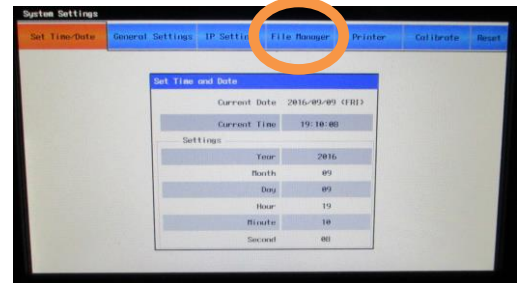 System Settings
Set Time/Date General Settings IP Setting File Manager Printer Calibrate Reset
Set Time and Date
Current Date 2016/09/09 (FRI)
Current Time 19:10:08
Settings
Year 2016
Month 09
Day 09
Hour 19
Minute 10
Second 08